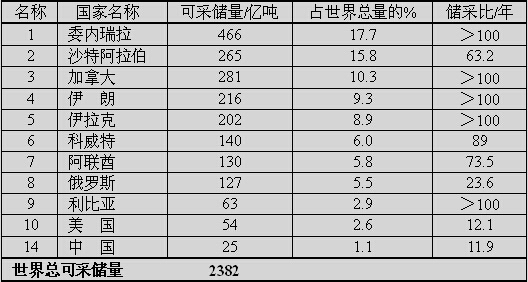 名称 国家名称 可采储量/亿吨 占世界总量的% 储采比/年
1 委内瑞拉 466 17.7 ＞100
2 沙特阿拉伯 265 15.8 63.2
3 加拿大 281 10.3 ＞100
4 伊　朗 216 9.3 ＞100
5 伊拉克 202 8.9 ＞100
6 科威特 140 6.0 89
7 阿联酋 130 5.8 73.5
8 俄罗斯 127 5.5 23.6
9 利比亚 63 2.9 ＞100
10 美　国 54 2.6 12.1
14 中　国 25 1.1 11.9
世界总可采储量 2382